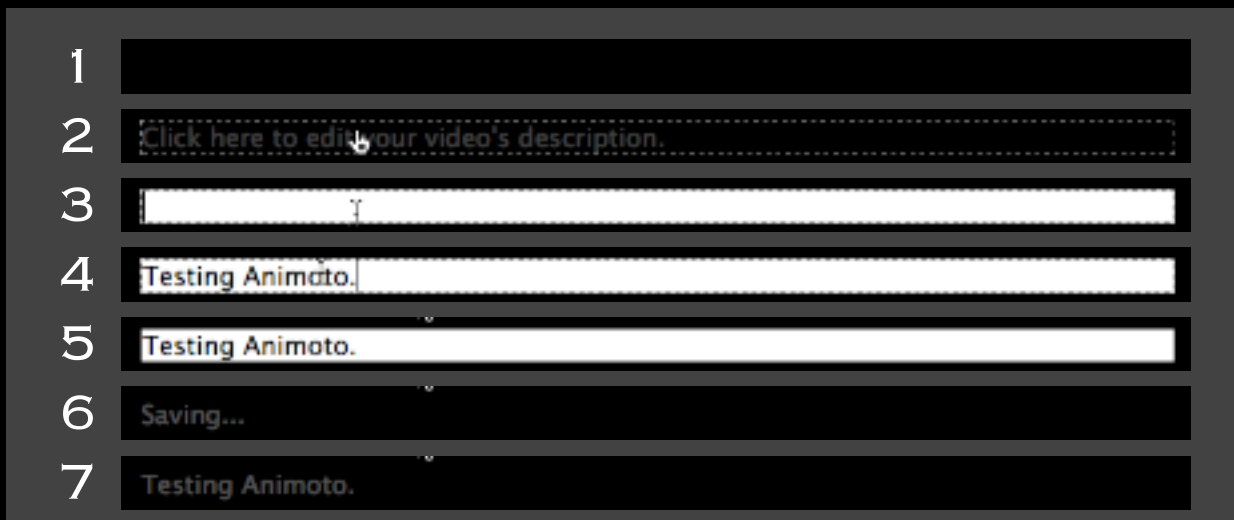 1
2 Click here to edit your video's description.
3
4 Testing Animoto.
5 Testing Animoto.
6 Saving...
7 Testing Animoto.